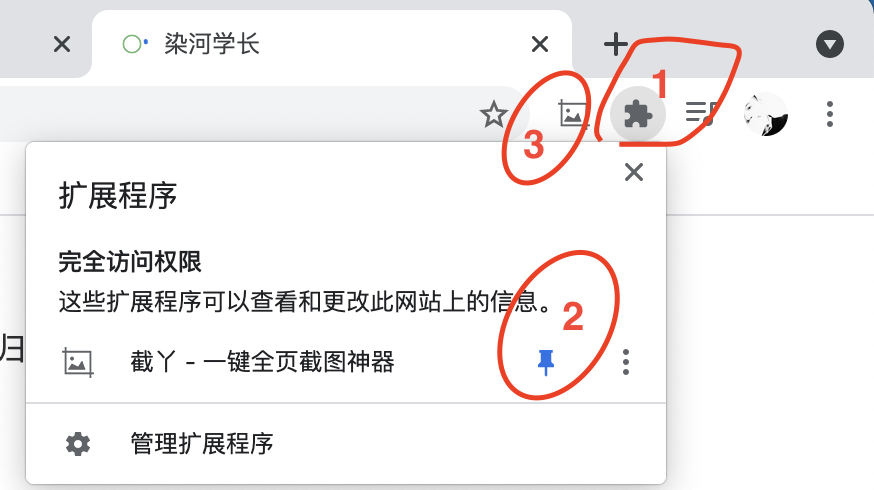 染河学长
1
3
扩展程序
完全访问权限
这些扩展程序可以查看和更改此网站上的信息。
2
归
截丫 - 一键全页截图神器
管理扩展程序